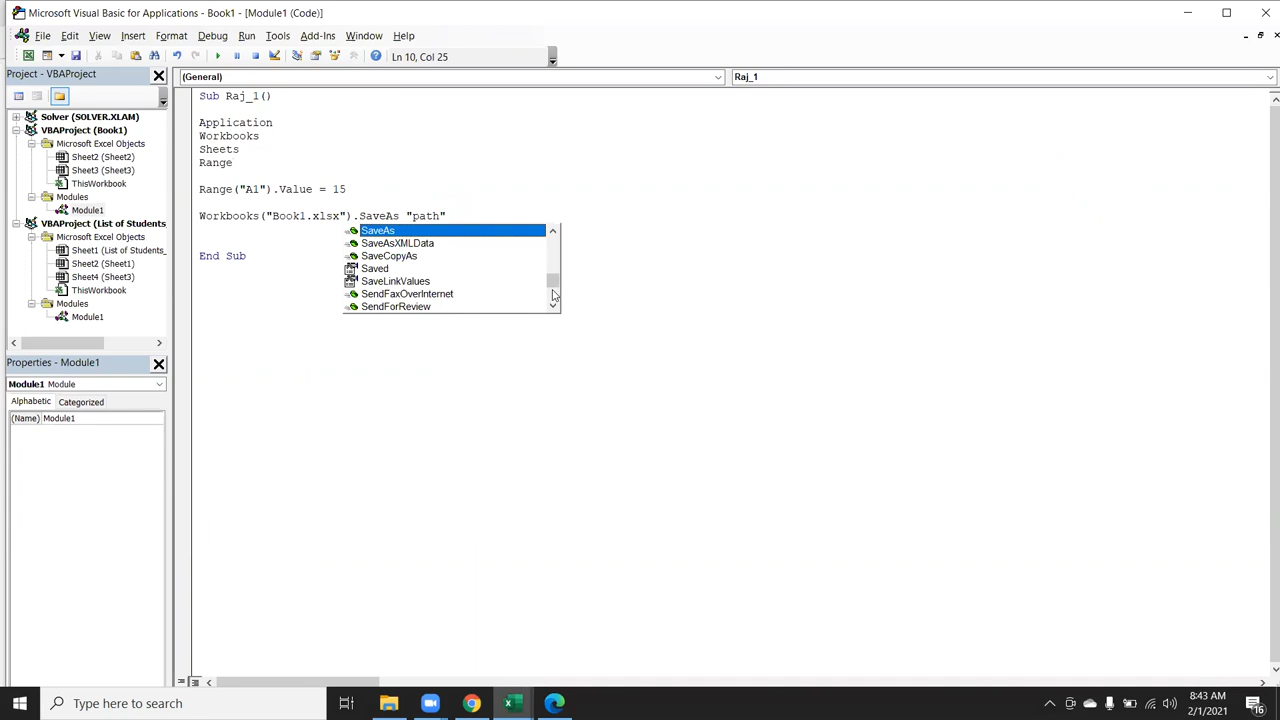 Microsoft Visual Basic for Applications - Book1 - [Module1 (Code)]
File Edit View Insert Format Debug Run Tools Add-Ins Window Help
Ln 10, Col 25
Project - VBAProject
(General)
Raj_1
Solver (SOLVER.XLAM)
VBAProject (Book1)
Microsoft Excel Objects
Sheet2 (Sheet2)
Sheet3 (Sheet3)
ThisWorkbook
Modules
Module1
VBAProject (List of Students_
Microsoft Excel Objects
Sheet1 (List of Students_
Sheet2 (Sheet1)
Sheet4 (Sheet3)
ThisWorkbook
Modules
Module1
Properties - Module1
Module1 Module
Alphabetic Categorized
(Name) Module1
Sub Raj_1()
Application
Workbooks
Sheets
Range
Range("A1").Value = 15
Workbooks("Book1.xlsx").SaveAs "path"
SaveAs
SaveAsXMLData
SaveCopyAs
Saved
SaveLinkValues
SendFaxOverInternet
SendForReview
End Sub
Type here to search
8:43 AM
2/1/2021
16